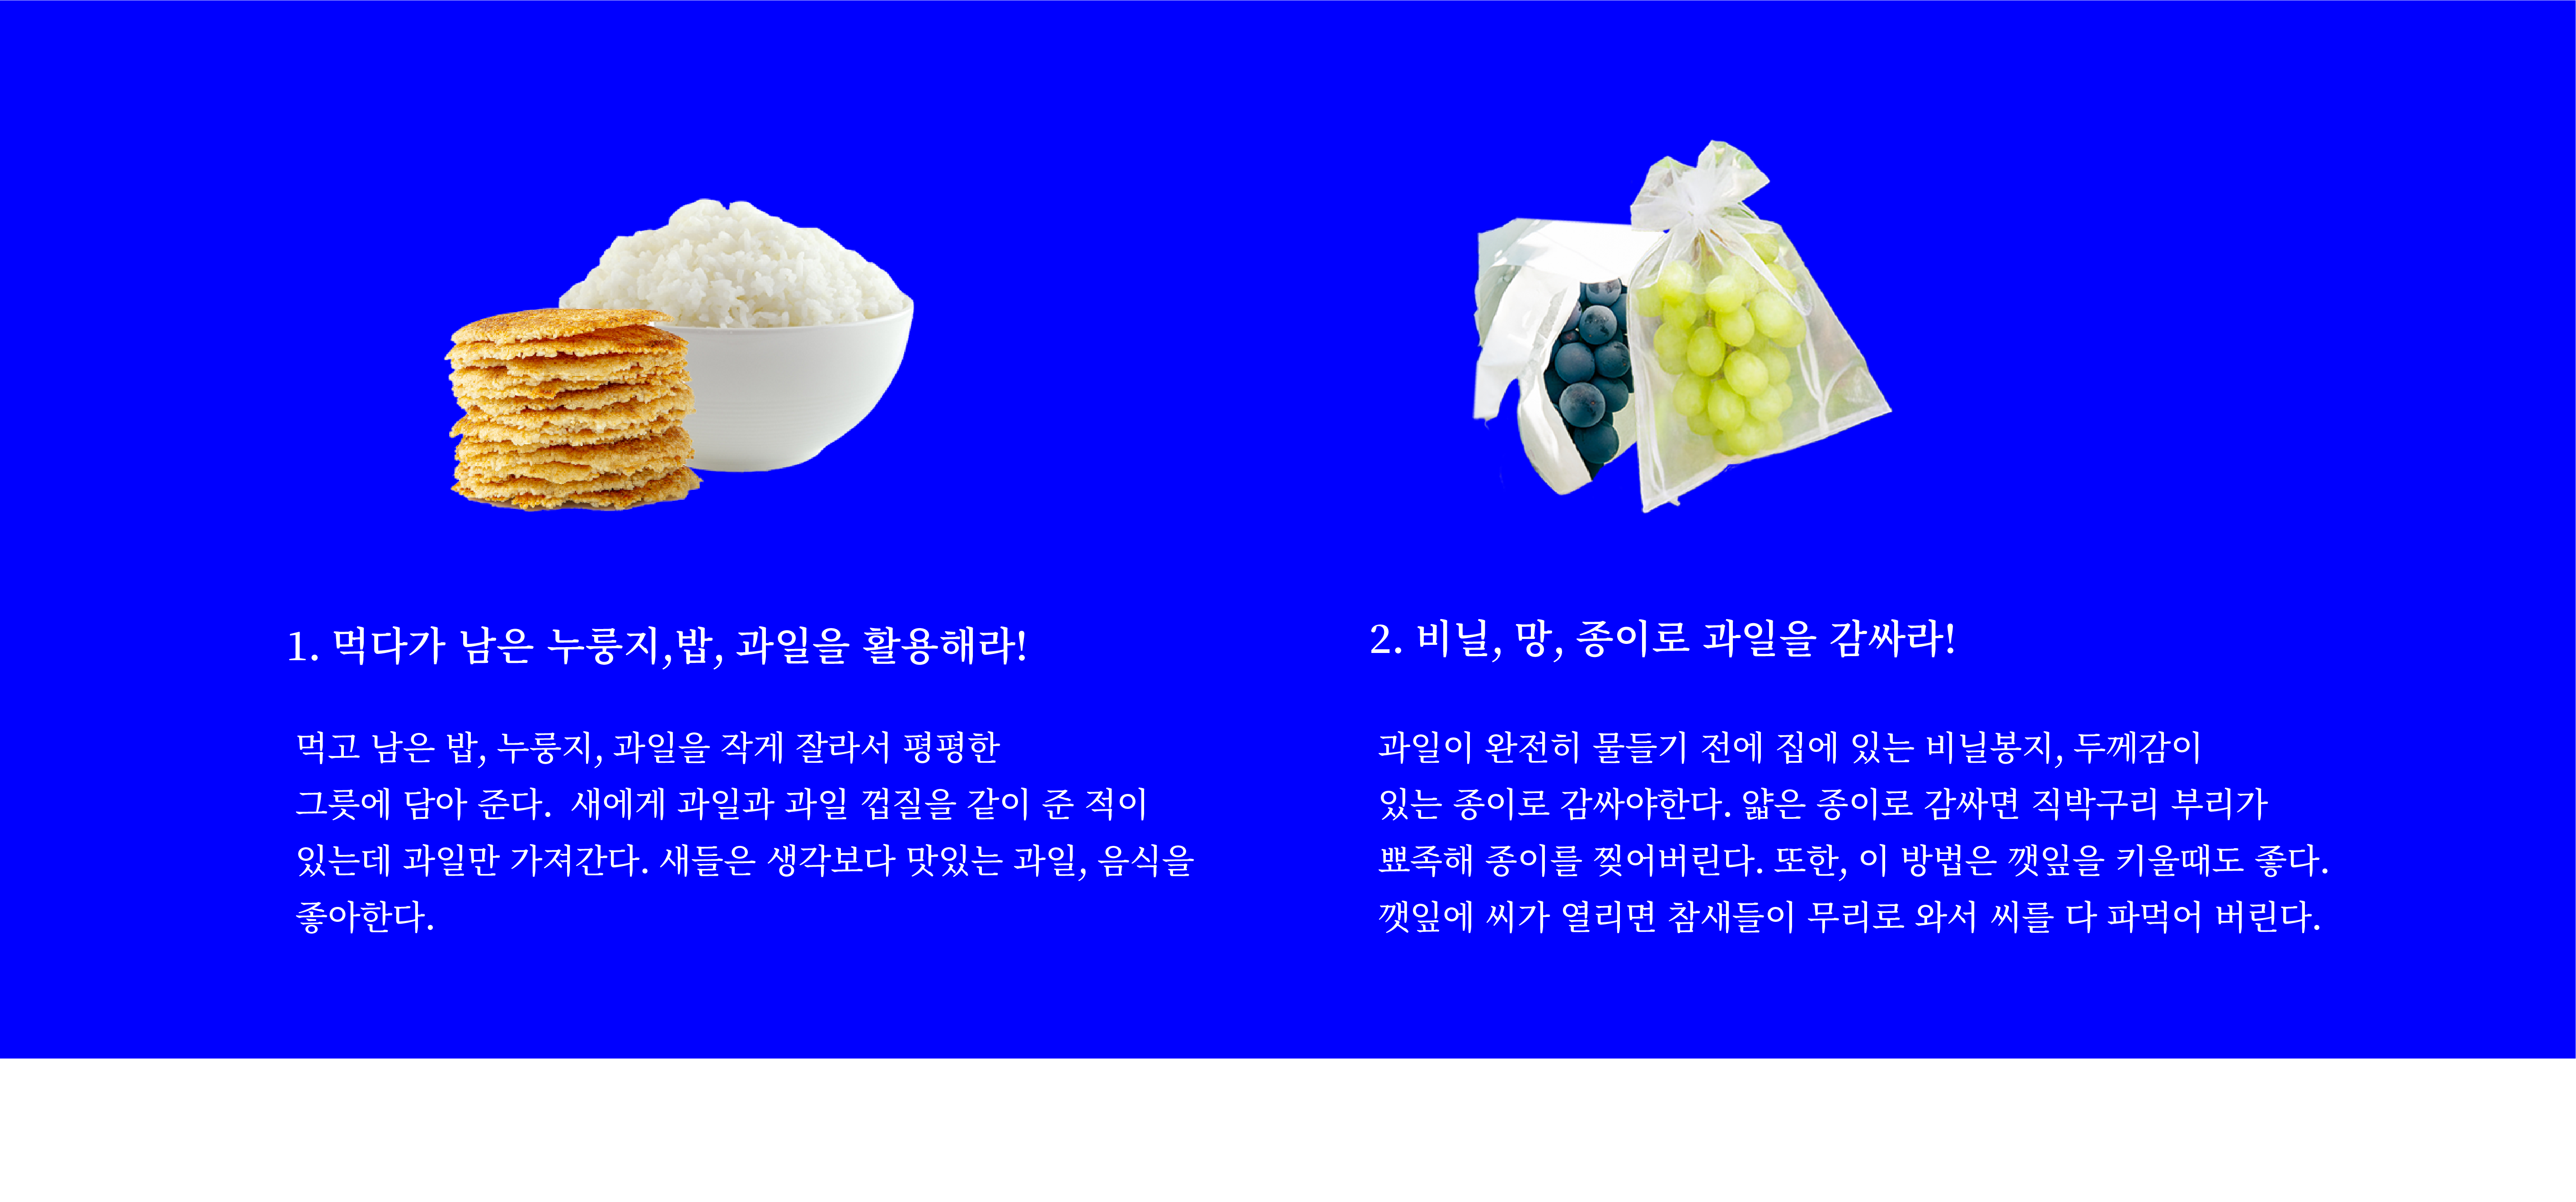 1. 먹다가 남은 누룽지,밥, 과일을 활용해라!
먹고 남은 밥, 누룽지, 과일을 작게 잘라서 평평한
그릇에 담아 준다. 새에게 과일과 과일 껍질을 같이 준 적이
있는데 과일만 가져간다. 새들은 생각보다 맛있는 과일, 음식을
좋아한다.
2. 비닐, 망, 종이로 과일을 감싸라!
과일이 완전히 물들기 전에 집에 있는 비닐봉지, 두께감이
있는 종이로 감싸야한다. 얇은 종이로 감싸면 직박구리 부리가
뾰족해 종이를 찢어버린다. 또한, 이 방법은 깻잎을 키울때도 좋다.
깻잎에 씨가 열리면 참새들이 무리로 와서 씨를 다 파먹어 버린다.